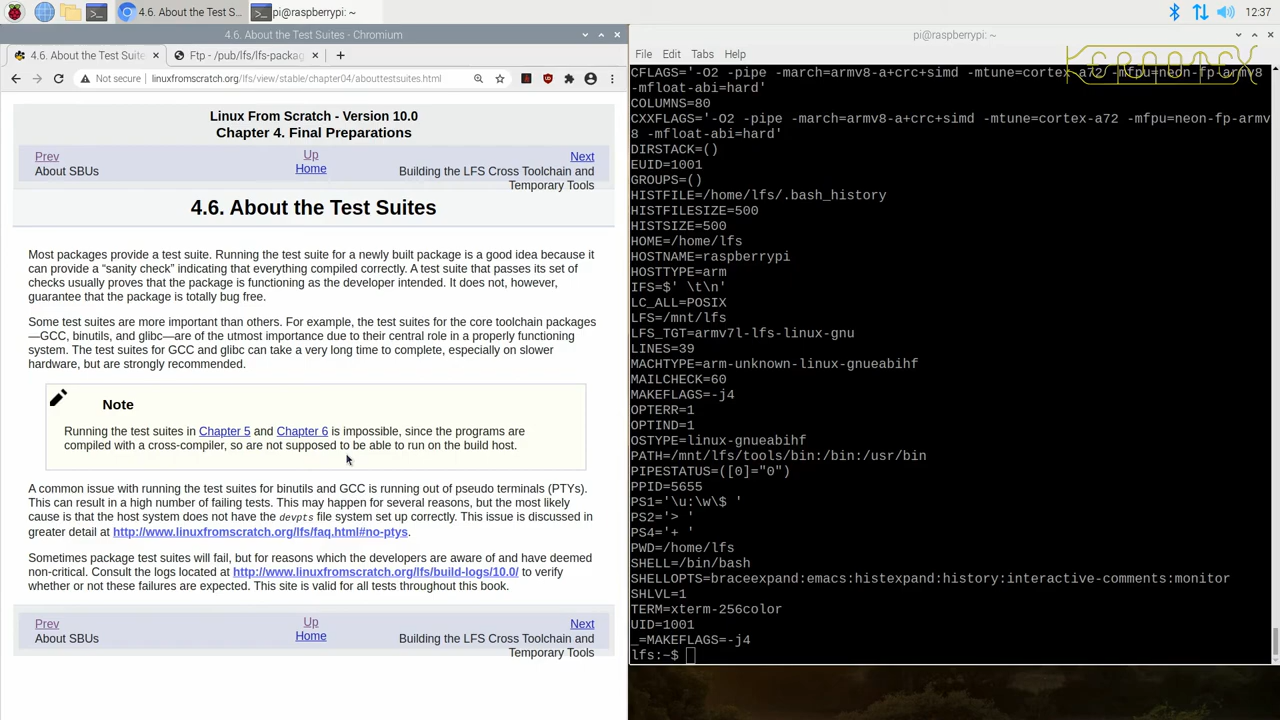 4.6. About the Test S...
pi@raspberrypi: ~
12:37
4.6. About the Test Suites - Chromium
pi@raspberrypi: ~
4.6. About the Test Suite
Ftp - /pub/lfs/lfs-packag
Not secure
linuxfromscratch.org/lfs/view/stable/chapter04/abouttestsuites.html
Linux From Scratch - Version 10.0
Chapter 4. Final Preparations
Prev
About SBUs
Up
Home
Next
Building the LFS Cross Toolchain and
Temporary Tools
4.6. About the Test Suites
Most packages provide a test suite. Running the test suite for a newly built package is a good idea because it
can provide a “sanity check” indicating that everything compiled correctly. A test suite that passes its set of
checks usually proves that the package is functioning as the developer intended. It does not, however,
guarantee that the package is totally bug free.
Some test suites are more important than others. For example, the test suites for the core toolchain packages
—GCC, binutils, and glibc—are of the utmost importance due to their central role in a properly functioning
system. The test suites for GCC and glibc can take a very long time to complete, especially on slower
hardware, but are strongly recommended.
Note
Running the test suites in Chapter 5 and Chapter 6 is impossible, since the programs are
compiled with a cross-compiler, so are not supposed to be able to run on the build host.
A common issue with running the test suites for binutils and GCC is running out of pseudo terminals (PTYs).
This can result in a high number of failing tests. This may happen for several reasons, but the most likely
cause is that the host system does not have the devpts file system set up correctly. This issue is discussed in
greater detail at http://www.linuxfromscratch.org/lfs/faq.html#no-ptys.
Sometimes package test suites will fail, but for reasons which the developers are aware of and have deemed
non-critical. Consult the logs located at http://www.linuxfromscratch.org/lfs/build-logs/10.0/ to verify
whether or not these failures are expected. This site is valid for all tests throughout this book.
Prev
About SBUs
Up
Home
Next
Building the LFS Cross Toolchain and
Temporary Tools
File Edit Tabs Help
KERNOTEX
CFLAGS='-O2 -pipe -march=armv8-a+crc+simd -mtune=cortex-a72 -mfpu=neon-fp-armv8
-mfloat-abi=hard'
COLUMNS=80
CXXFLAGS='-O2 -pipe -march=armv8-a+crc+simd -mtune=cortex-a72 -mfpu=neon-fp-armv
8 -mfloat-abi=hard'
DIRSTACK=()
EUID=1001
GROUPS=()
HISTFILE=/home/lfs/.bash_history
HISTFILESIZE=500
HISTSIZE=500
HOME=/home/lfs
HOSTNAME=raspberrypi
HOSTTYPE=arm
IFS=$' \t\n'
LC_ALL=POSIX
LFS=/mnt/lfs
LFS_TGT=armv7l-lfs-linux-gnu
LINES=39
MACHTYPE=arm-unknown-linux-gnueabihf
MAILCHECK=60
MAKEFLAGS=-j4
OPTERR=1
OPTIND=1
OSTYPE=linux-gnueabihf
PATH=/mnt/lfs/tools/bin:/bin:/usr/bin
PIPESTATUS=([0]="0")
PPID=5655
PS1='\u:\w\$ '
PS2='> '
PS4='+ '
PWD=/home/lfs
SHELL=/bin/bash
SHELLOPTS=braceexpand:emacs:histexpand:history:interactive-comments:monitor
SHLVL=1
TERM=xterm-256color
UID=1001
_=MAKEFLAGS=-j4
lfs:~$